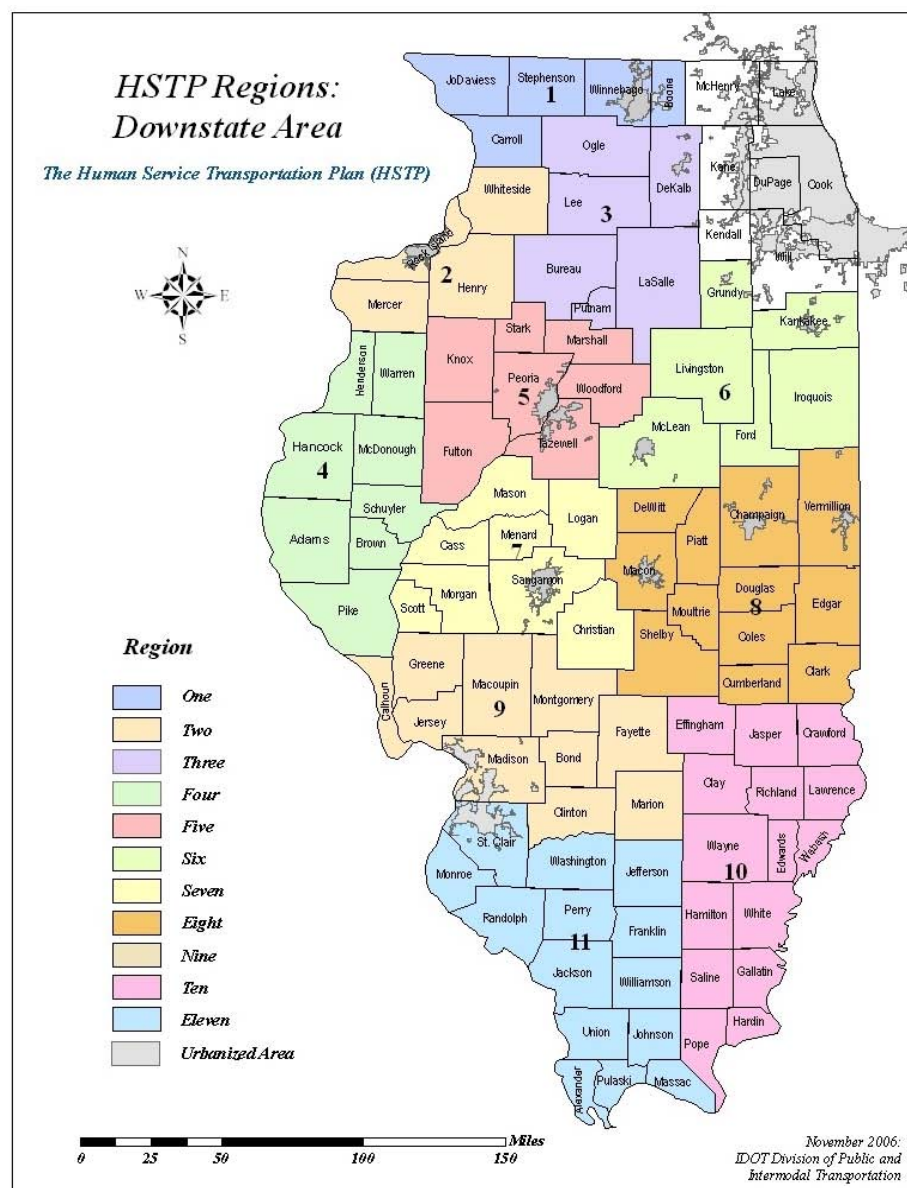 HSTP Regions:
Downstate Area
The Human Service Transportation Plan (HSTP)
N
W E
S
JoDaviess
Stephenson
1
Winnebago
Boone
McHenry
Lake
Carroll
Ogle
DeKalb
Kane
DuPage
Cook
Whiteside
Lee
3
Kendall
Will
Rock Island
2
Henry
Bureau
LaSalle
Grundy
Mercer
Putnam
Kankakee
Stark
Marshall
Henderson
Warren
Knox
Peoria
5
Woodford
Livingston
6
Iroquois
Hancock
4
McDonough
Fulton
Tazewell
McLean
Ford
Mason
Schuyler
Logan
DeWitt
Champaign
Vermillion
Adams
Brown
Cass
Menard
7
Piatt
Sangamon
Macon
Pike
Scott
Morgan
Christian
Moultrie
Douglas
8
Edgar
Shelby
Coles
Cumberland
Clark
Calhoun
Greene
Macoupin
9
Montgomery
Jersey
Fayette
Effingham
Jasper
Crawford
Madison
Bond
Clay
Richland
Lawrence
Clinton
Marion
St. Clair
Wayne
Edwards
Wabash
10
Monroe
Washington
Jefferson
Randolph
Perry
11
Hamilton
White
Franklin
Jackson
Williamson
Saline
Gallatin
Union
Johnson
Pope
Hardin
Alexander
Pulaski
Massac
Region
One
Two
Three
Four
Five
Six
Seven
Eight
Nine
Ten
Eleven
Urbanized Area
Miles
0 25 50 100 150
November 2006:
IDOT Division of Public and
Intermodal Transportation